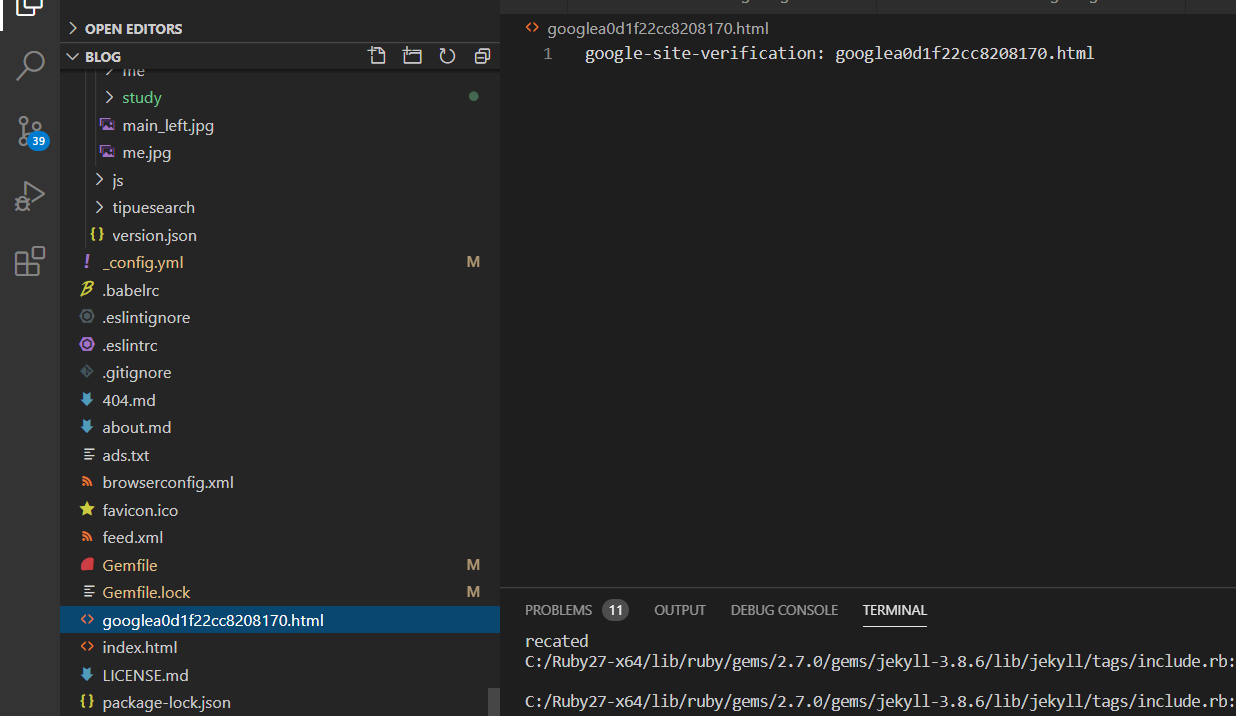 OPEN EDITORS
BLOG
me
study
main_left.jpg
me.jpg
js
tipuesearch
version.json
_config.yml M
.babelrc
.eslintignore
.eslintrc
.gitignore
404.md
about.md
ads.txt
browserconfig.xml
favicon.ico
feed.xml
Gemfile M
Gemfile.lock M
googlea0d1f22cc8208170.html
index.html
LICENSE.md
package-lock.json
39
googlea0d1f22cc8208170.html
1 google-site-verification: googlea0d1f22cc8208170.html
PROBLEMS 11 OUTPUT DEBUG CONSOLE TERMINAL
recated
C:/Ruby27-x64/lib/ruby/gems/2.7.0/gems/jekyll-3.8.6/lib/jekyll/tags/include.rb:
C:/Ruby27-x64/lib/ruby/gems/2.7.0/gems/jekyll-3.8.6/lib/jekyll/tags/include.rb: